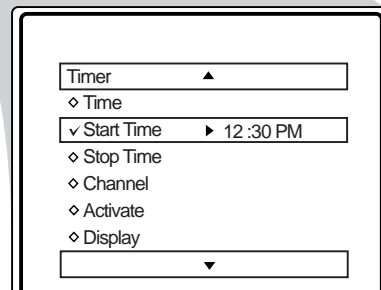 Timer
Time
Start Time 12 :30 PM
Stop Time
Channel
Activate
Display